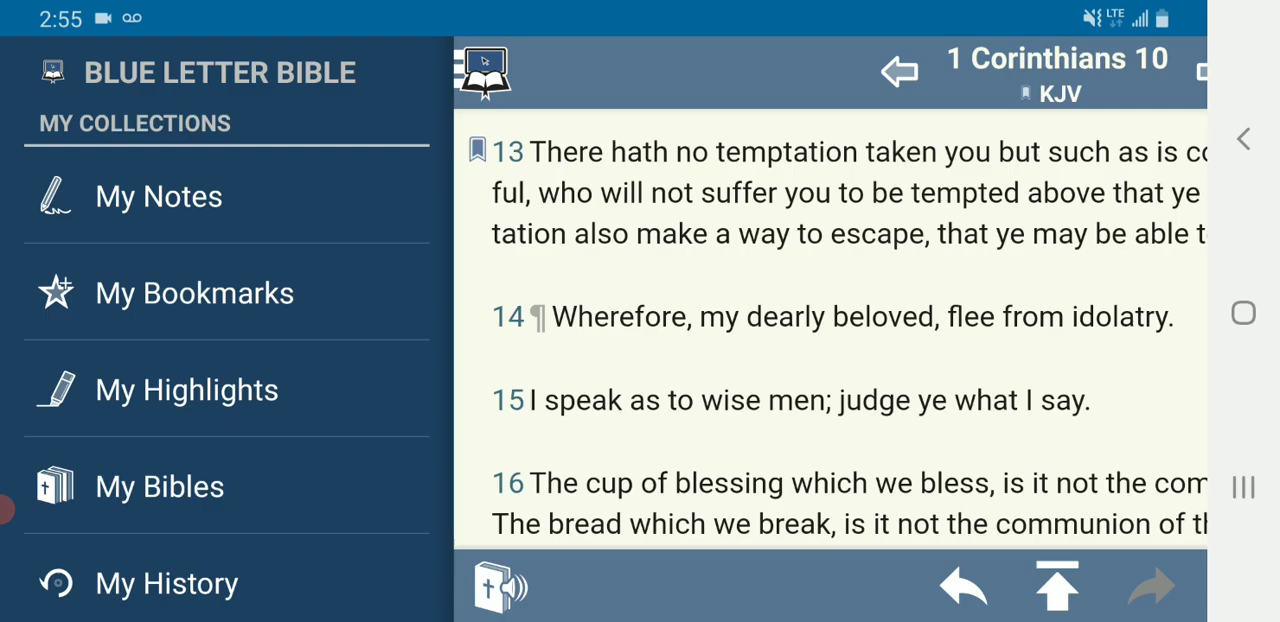 2:55
LTE
BLUE LETTER BIBLE
MY COLLECTIONS
My Notes
My Bookmarks
My Highlights
My Bibles
My History
1 Corinthians 10
KJV
13 There hath no temptation taken you but such as is co
ful, who will not suffer you to be tempted above that ye
tation also make a way to escape, that ye may be able t
14 ¶ Wherefore, my dearly beloved, flee from idolatry.
15 I speak as to wise men; judge ye what I say.
16 The cup of blessing which we bless, is it not the com
The bread which we break, is it not the communion of th